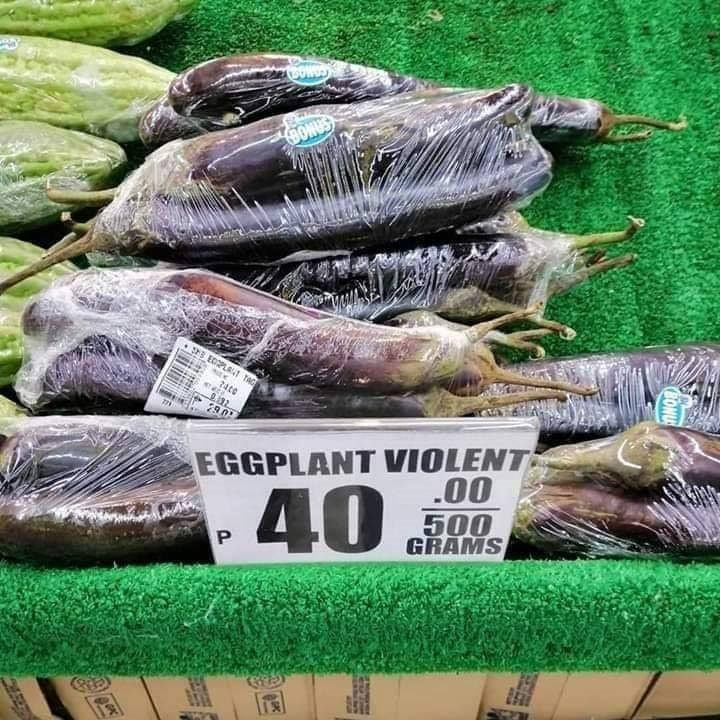 BONUS
BONUS
BONUS
EGGPLANT VIOLENT
P 40 .00
500
GRAMS